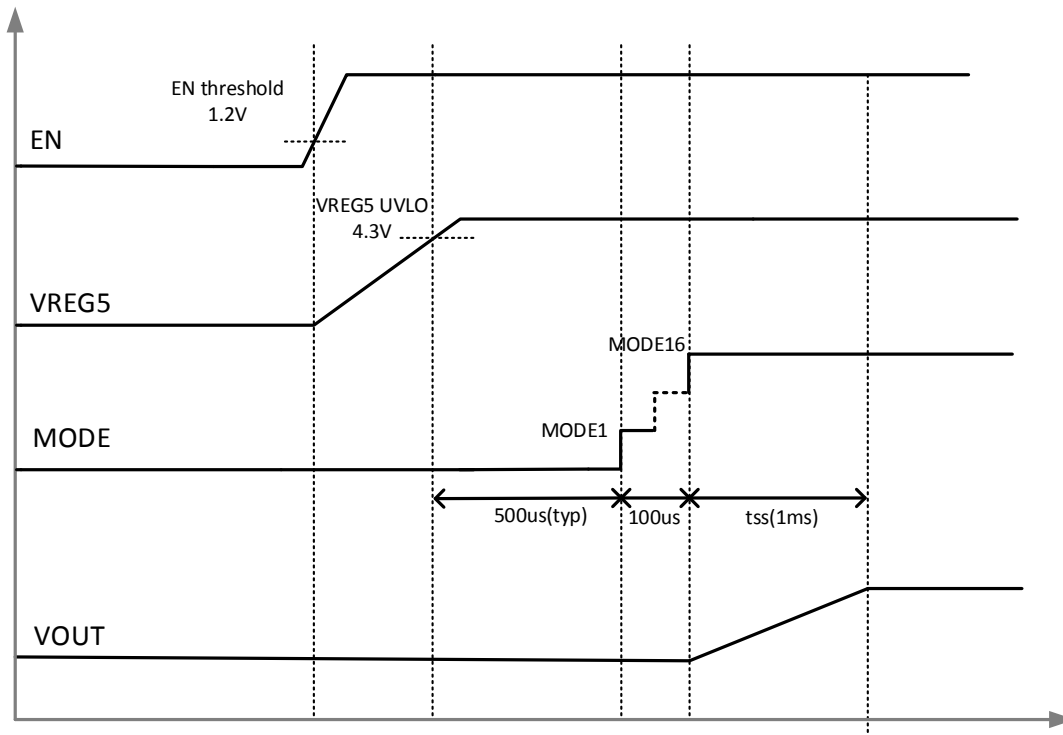 EN threshold
1.2V
EN
VREG5 UVLO
4.3V
VREG5
MODE16
MODE1
MODE
500us(typ)
100us
tss(1ms)
VOUT